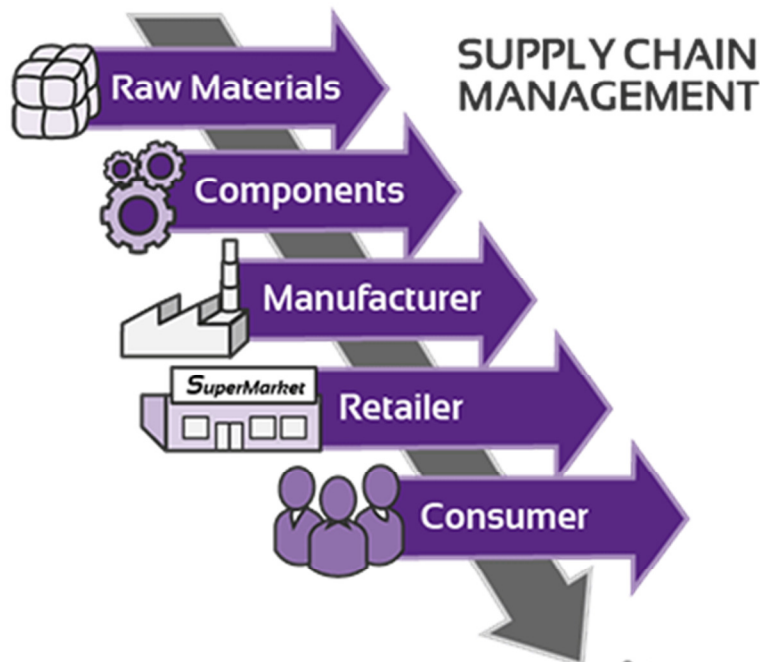 SUPPLY CHAIN
MANAGEMENT
Raw Materials
Components
Manufacturer
SuperMarket
Retailer
Consumer